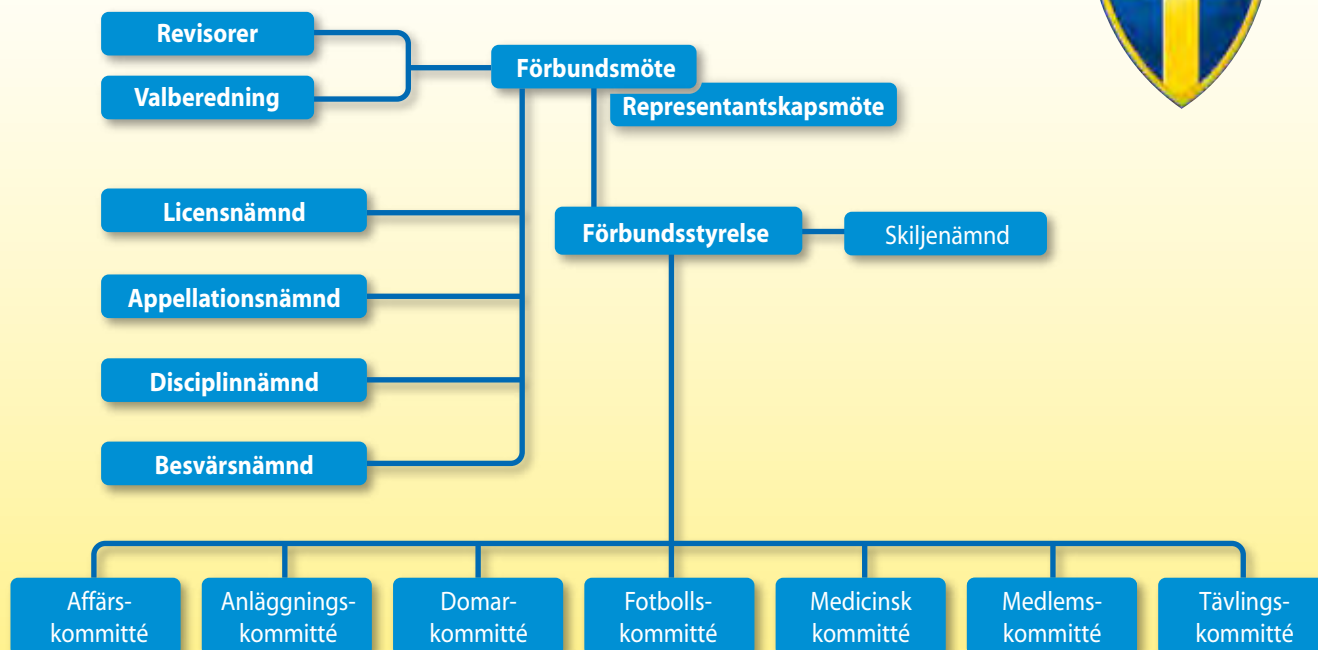 Revisorer
Valberedning
Förbundsmöte
Representantskapsmöte
Licensnämnd
Förbundsstyrelse
Skiljenämnd
Appellationsnämnd
Disciplinnämnd
Besvärsnämnd
Affärs-
kommitté
Anläggnings-
kommitté
Domar-
kommitté
Fotbolls-
kommitté
Medicinsk
kommitté
Medlems-
kommitté
Tävlings-
kommitté